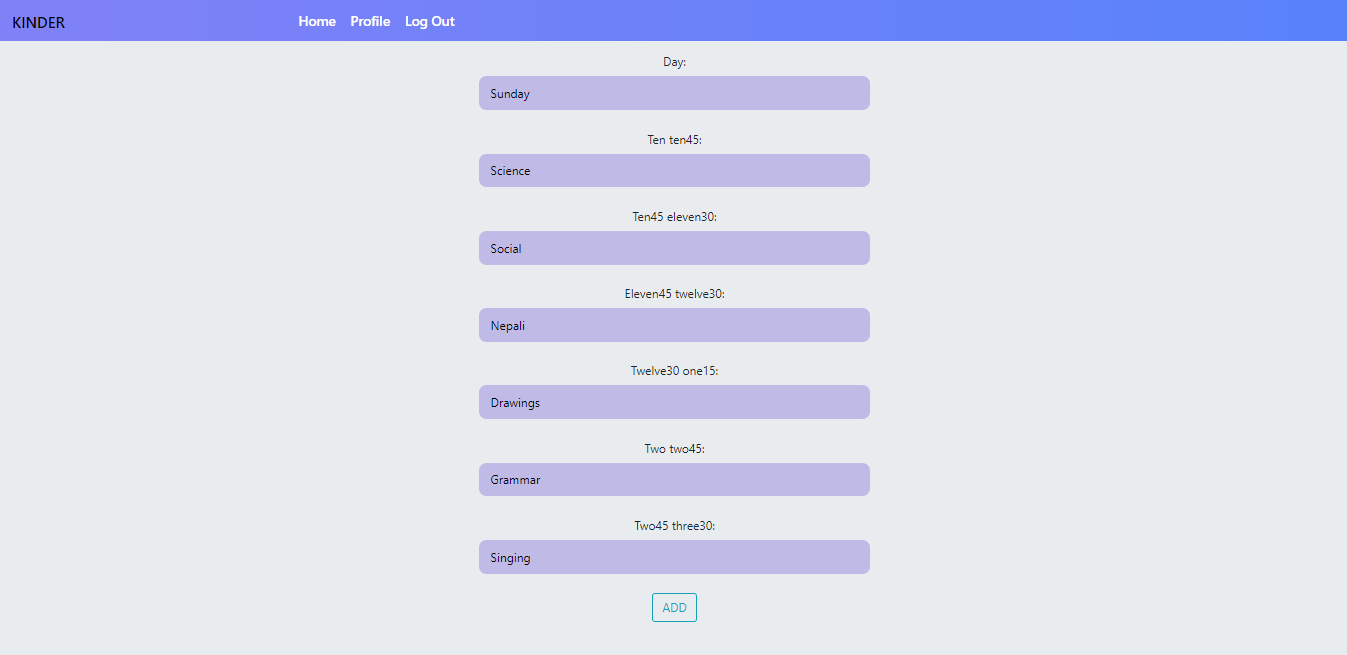 KINDER Home Profile Log Out
Day:
Sunday
Ten ten45:
Science
Ten45 eleven30:
Social
Eleven45 twelve30:
Nepali
Twelve30 one15:
Drawings
Two two45:
Grammar
Two45 three30:
Singing
ADD